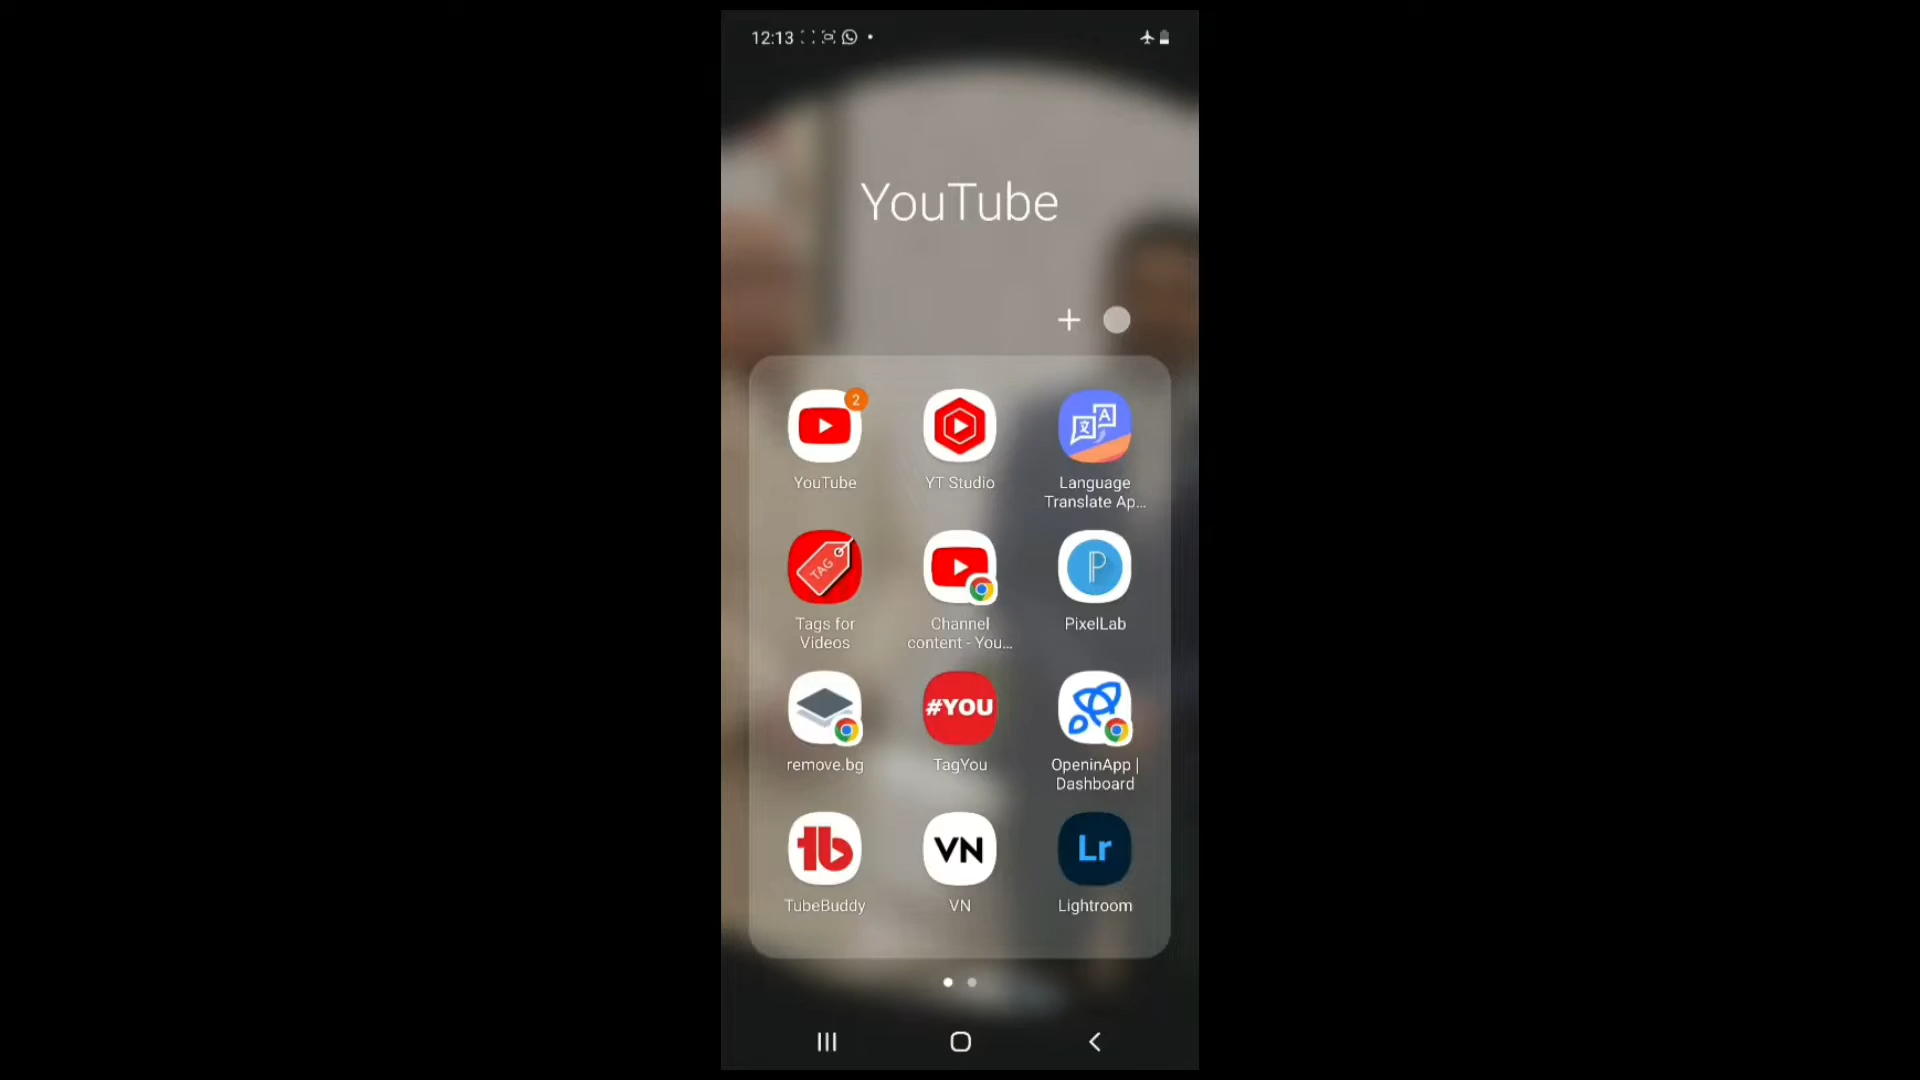 12:13
YouTube
2
YouTube
YT Studio
A
文
Language
Translate Ap...
TAG
Tags for
Videos
Channel
content - You...
P
PixelLab
remove.bg
#YOU
TagYou
OpeninApp |
Dashboard
tb
TubeBuddy
VN
VN
Lr
Lightroom